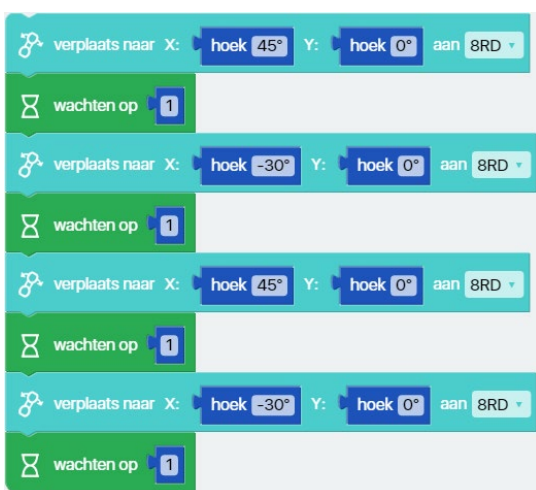 verplaats naar X: hoek 45° Y: hoek 0° aan 8RD
wachten op 1
verplaats naar X: hoek -30° Y: hoek 0° aan 8RD
wachten op 1
verplaats naar X: hoek 45° Y: hoek 0° aan 8RD
wachten op 1
verplaats naar X: hoek -30° Y: hoek 0° aan 8RD
wachten op 1